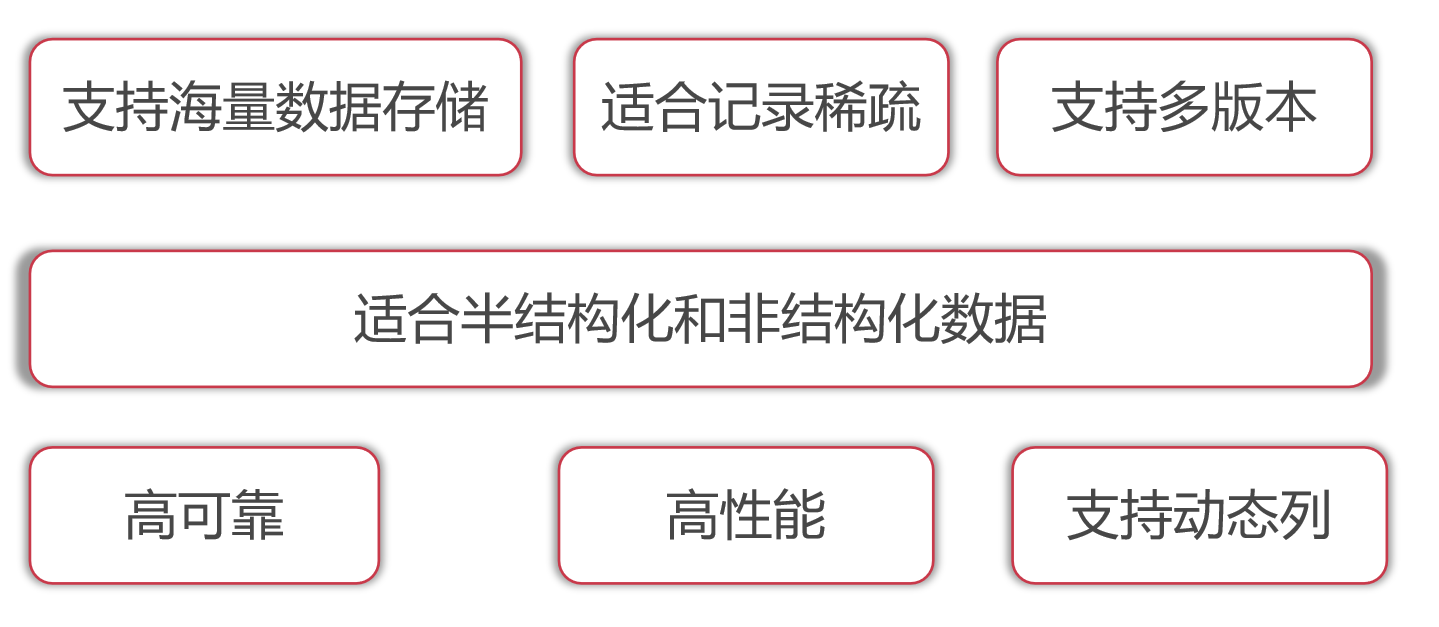 支持海量数据存储
适合记录稀疏
支持多版本
适合半结构化和非结构化数据
高可靠
高性能
支持动态列